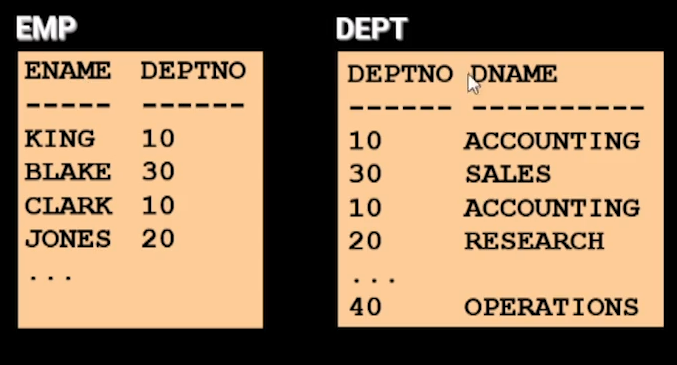 EMP
ENAME DEPTNO
----- ------
KING 10
BLAKE 30
CLARK 10
JONES 20
...
DEPT
DEPTNO DNAME
------ ----------
10 ACCOUNTING
30 SALES
10 ACCOUNTING
20 RESEARCH
...
40 OPERATIONS